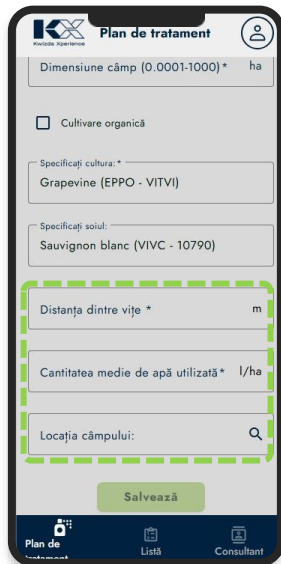 KX
Kwizda Xperience
Plan de tratament
Dimensiune câmp (0.0001-1000)* ha
Cultivare organică
Specificați cultura:*
Grapevine (EPPO - VITVI)
Specificați soiul:
Sauvignon blanc (VIVC - 10790)
Distanța dintre vițe * m
Cantitatea medie de apă utilizată* l/ha
Locația câmpului:
Salvează
Plan de
tratament
Listă
Consultant